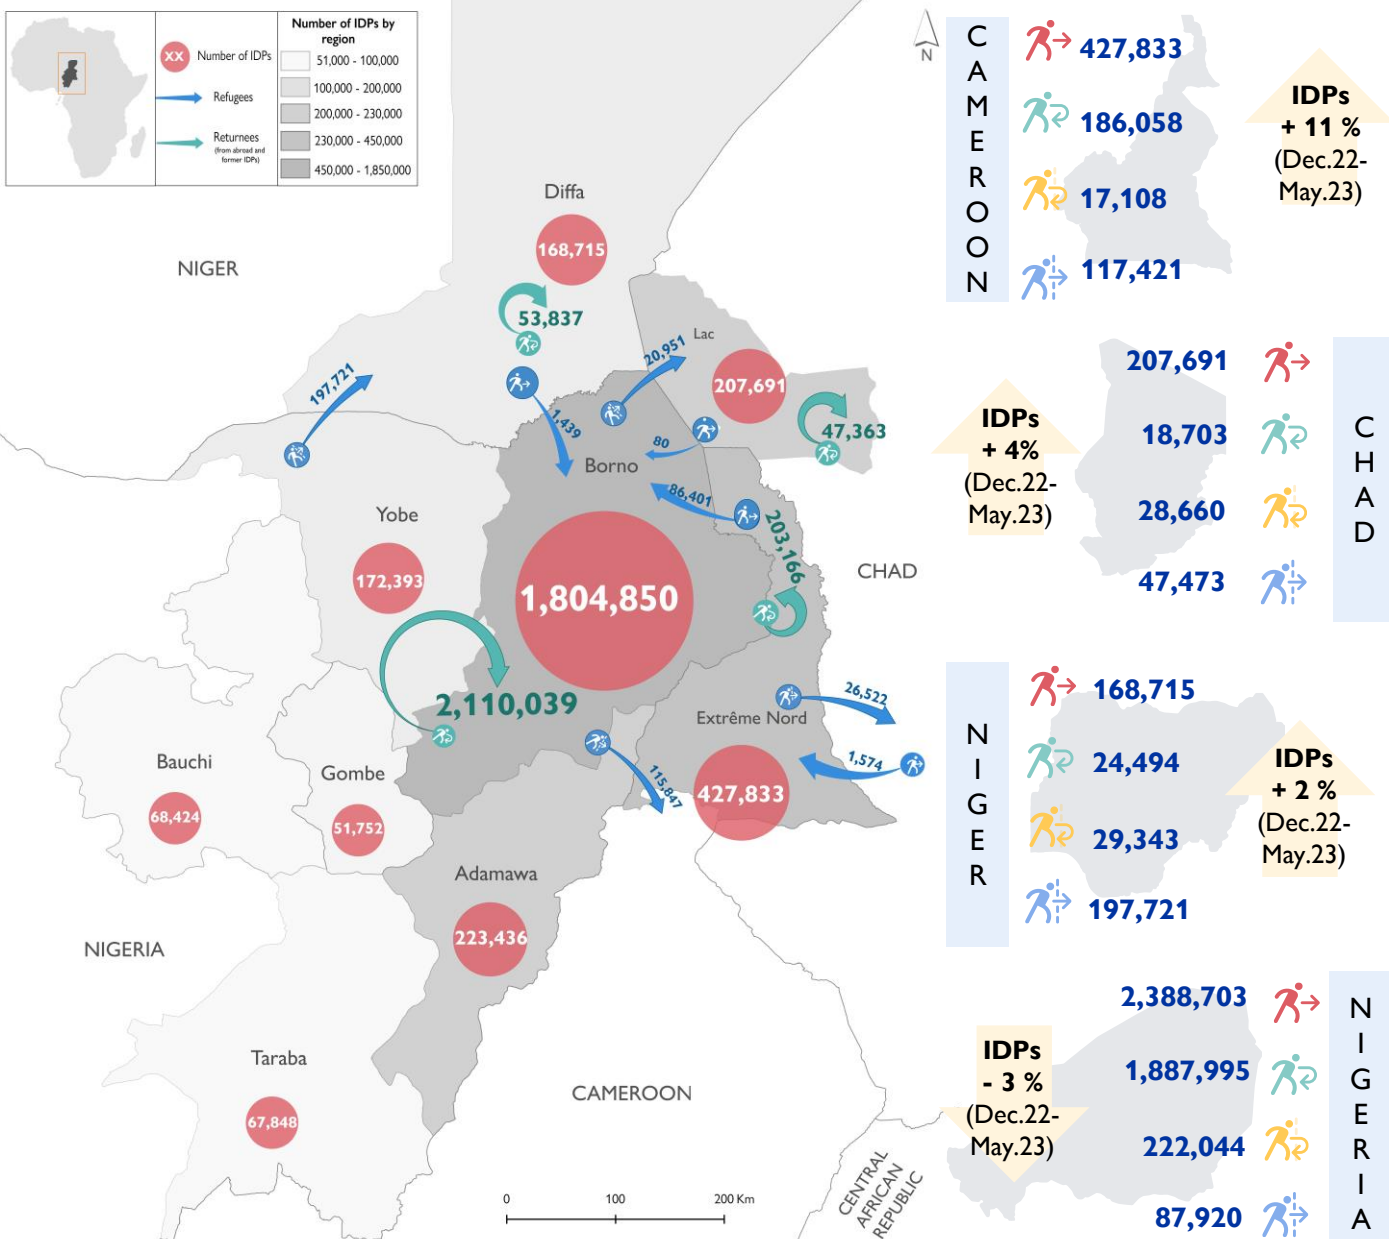 Number of IDPs by
region
XX
Number of IDPs
Refugees
Returnees
(from abroad and
former IDPs)
51,000 - 100,000
100,000 - 200,000
200,000 - 230,000
230,000 - 450,000
450,000 - 1,850,000
N
NIGER
Diffa
168,715
53,837
197,721
1,439
20,951
Lac
207,691
80
47,363
Borno
86,401
203,166
Yobe
172,393
1,804,850
CHAD
2,110,039
26,522
Extrême Nord
1,574
427,833
115,847
Bauchi
68,424
Gombe
51,752
Adamawa
223,436
NIGERIA
Taraba
67,848
CAMEROON
CENTRAL
AFRICAN
REPUBLIC
0
100
200 Km
C
A
M
E
R
O
O
N
427,833
186,058
17,108
117,421
IDPs
+ 11 %
(Dec.22-
May.23)
IDPs
+ 4%
(Dec.22-
May.23)
207,691
18,703
28,660
47,473
C
H
A
D
N
I
G
E
R
168,715
24,494
29,343
197,721
IDPs
+ 2 %
(Dec.22-
May.23)
IDPs
- 3 %
(Dec.22-
May.23)
2,388,703
1,887,995
222,044
87,920
N
I
G
E
R
I
A